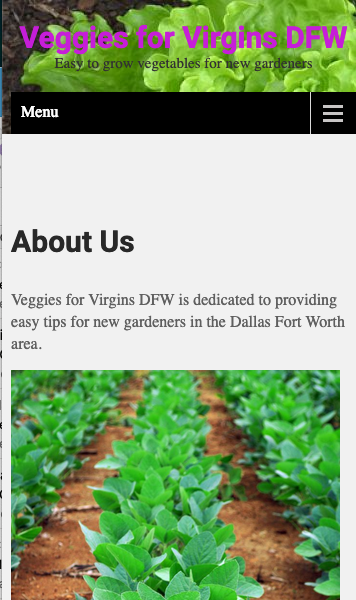 Veggies for Virgins DFW
Easy to grow vegetables for new gardeners
Menu
About Us
Veggies for Virgins DFW is dedicated to providing
easy tips for new gardeners in the Dallas Fort Worth
area.